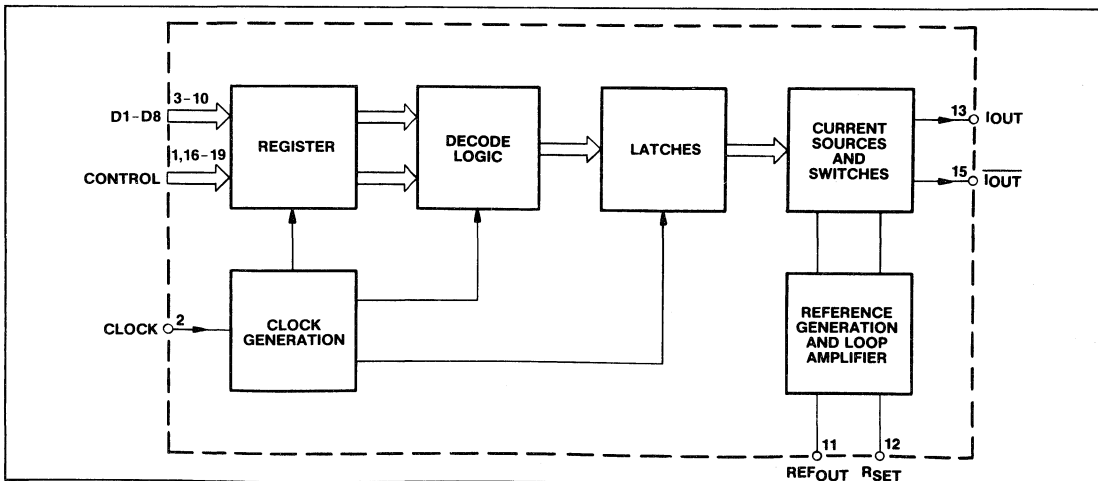 3-10
D1-D8
1,16-19
CONTROL
REGISTER
DECODE
LOGIC
LATCHES
CURRENT
SOURCES
AND
SWITCHES
13
IOUT
15
IOUT
CLOCK
2
CLOCK
GENERATION
REFERENCE
GENERATION
AND LOOP
AMPLIFIER
11
12
REFOUT
RSET